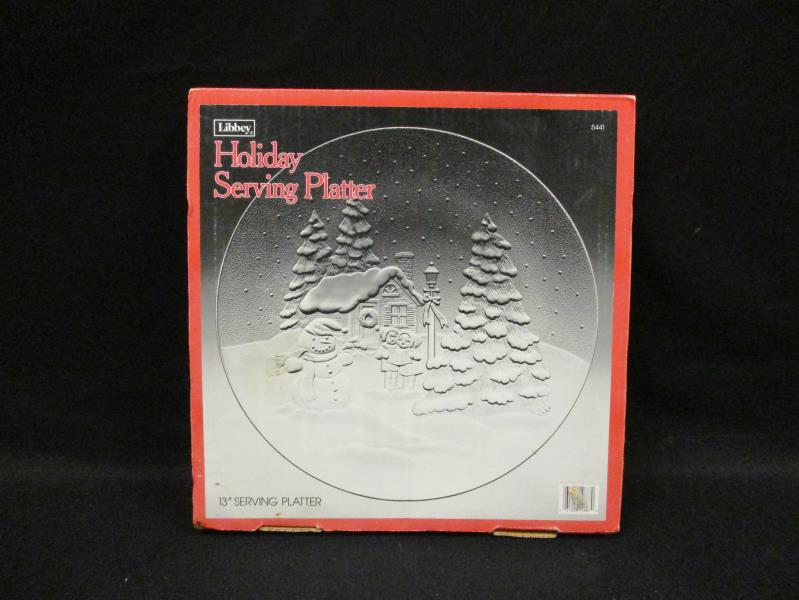 Libbey
5441
Holiday
Serving Platter
13" SERVING PLATTER